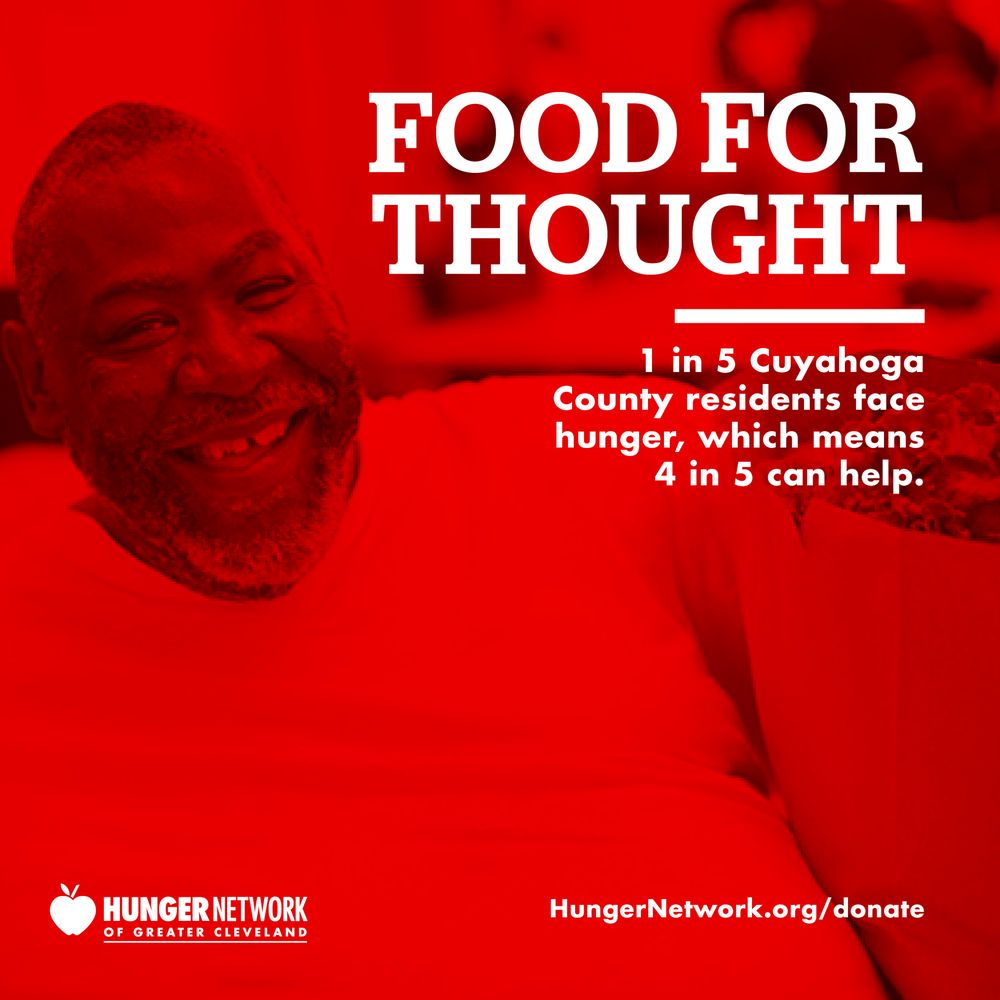 FOOD FOR
THOUGHT
1 in 5 Cuyahoga
County residents face
hunger, which means
4 in 5 can help.
HUNGER NETWORK
OF GREATER CLEVELAND
HungerNetwork.org/donate